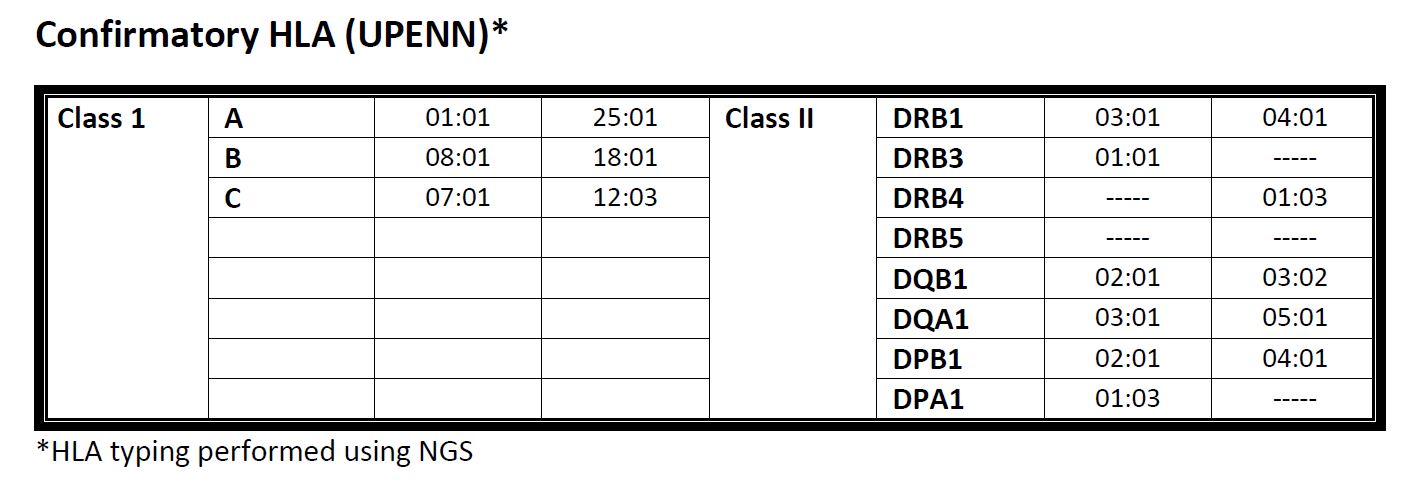 Confirmatory HLA (UPENN)*
Class 1 A 01:01 25:01 Class II DRB1 03:01 04:01
B 08:01 18:01 DRB3 01:01 -----
C 07:01 12:03 DRB4 ----- 01:03
DRB5 ----- -----
DQB1 02:01 03:02
DQA1 03:01 05:01
DPB1 02:01 04:01
DPA1 01:03 -----
*HLA typing performed using NGS